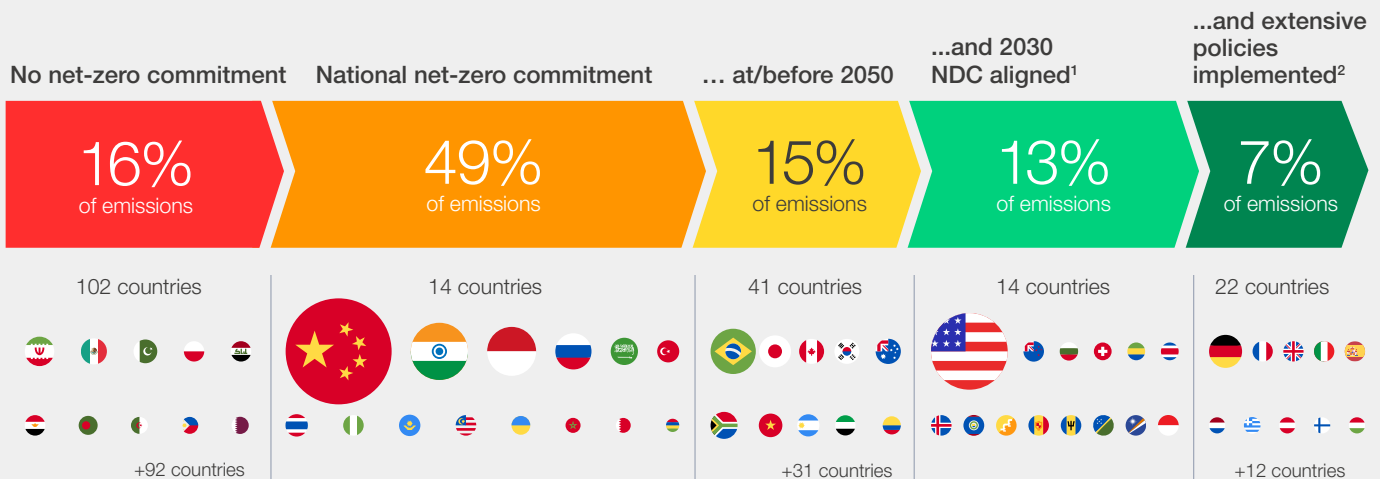 No net-zero commitment
National net-zero commitment
... at/before 2050
...and 2030
NDC aligned¹
...and extensive
policies
implemented²
16%
of emissions
49%
of emissions
15%
of emissions
13%
of emissions
7%
of emissions
102 countries
14 countries
41 countries
14 countries
22 countries
+92 countries
+31 countries
+12 countries